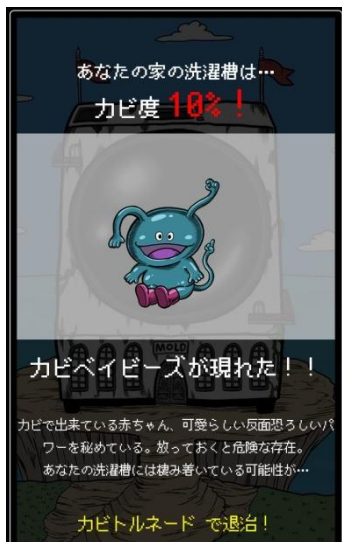 あなたの家の洗濯槽は…
カビ度 10%！
MOLD
カビベイビーズが現れた！！
カビで出来ている赤ちゃん、可愛らしい反面恐ろしいパ
ワーを秘めている。放っておくと危険な存在。
あなたの洗濯槽には棲み着いている可能性が…
カビトルネード で退治！